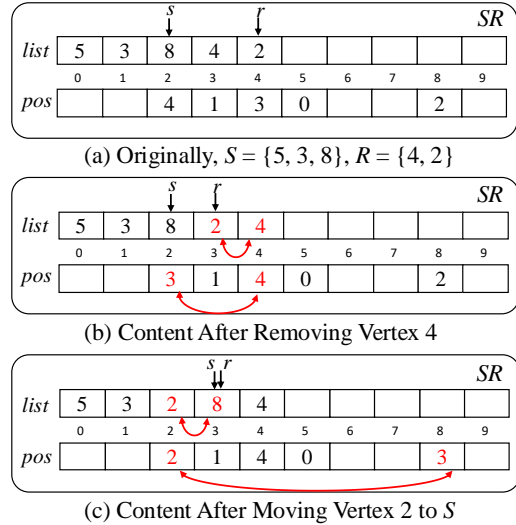 s r SR
list 5 3 8 4 2
0 1 2 3 4 5 6 7 8 9
pos 4 1 3 0 2
(a) Originally, S = {5, 3, 8}, R = {4, 2}
s r SR
list 5 3 8 2 4
0 1 2 3 4 5 6 7 8 9
pos 3 1 4 0 2
(b) Content After Removing Vertex 4
s r SR
list 5 3 2 8 4
0 1 2 3 4 5 6 7 8 9
pos 2 1 4 0 3
(c) Content After Moving Vertex 2 to S